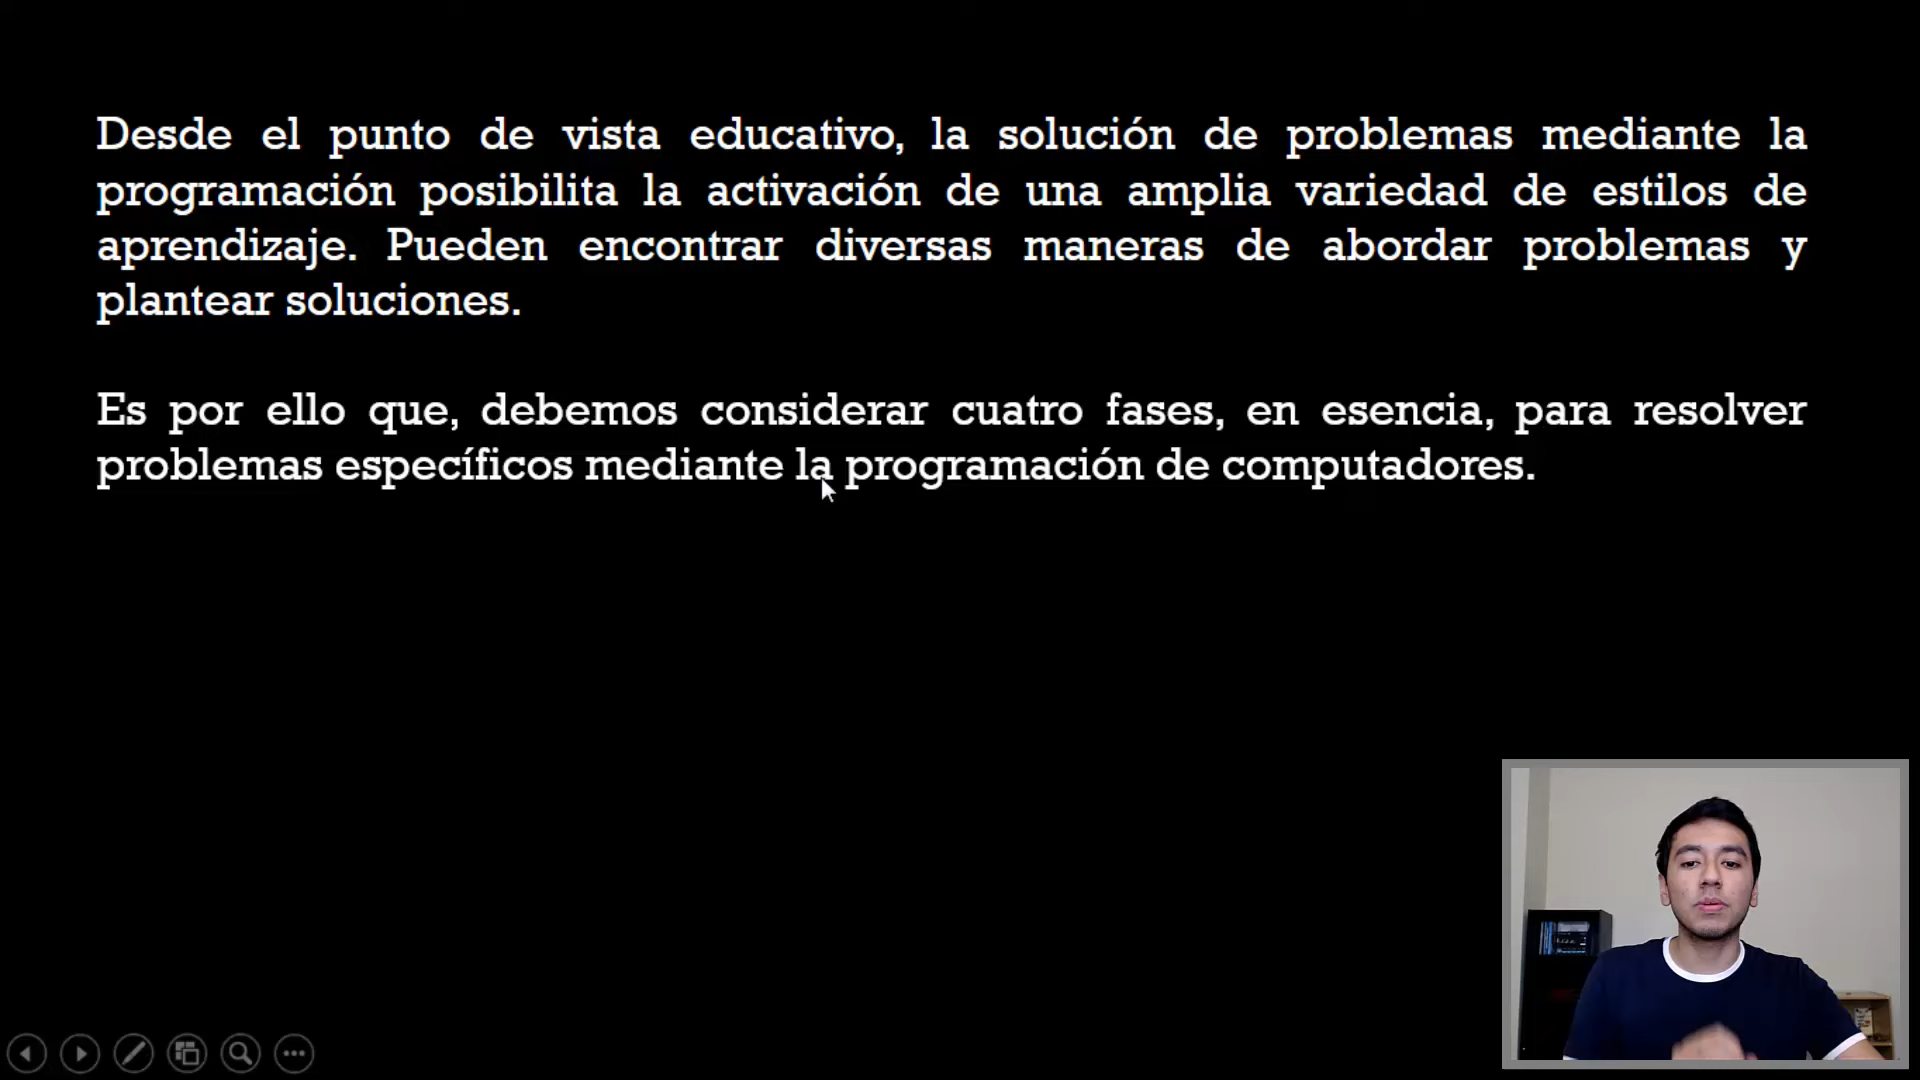 Desde el punto de vista educativo, la solución de problemas mediante la
programación posibilita la activación de una amplia variedad de estilos de
aprendizaje. Pueden encontrar diversas maneras de abordar problemas y
plantear soluciones.
Es por ello que, debemos considerar cuatro fases, en esencia, para resolver
problemas específicos mediante la programación de computadores.